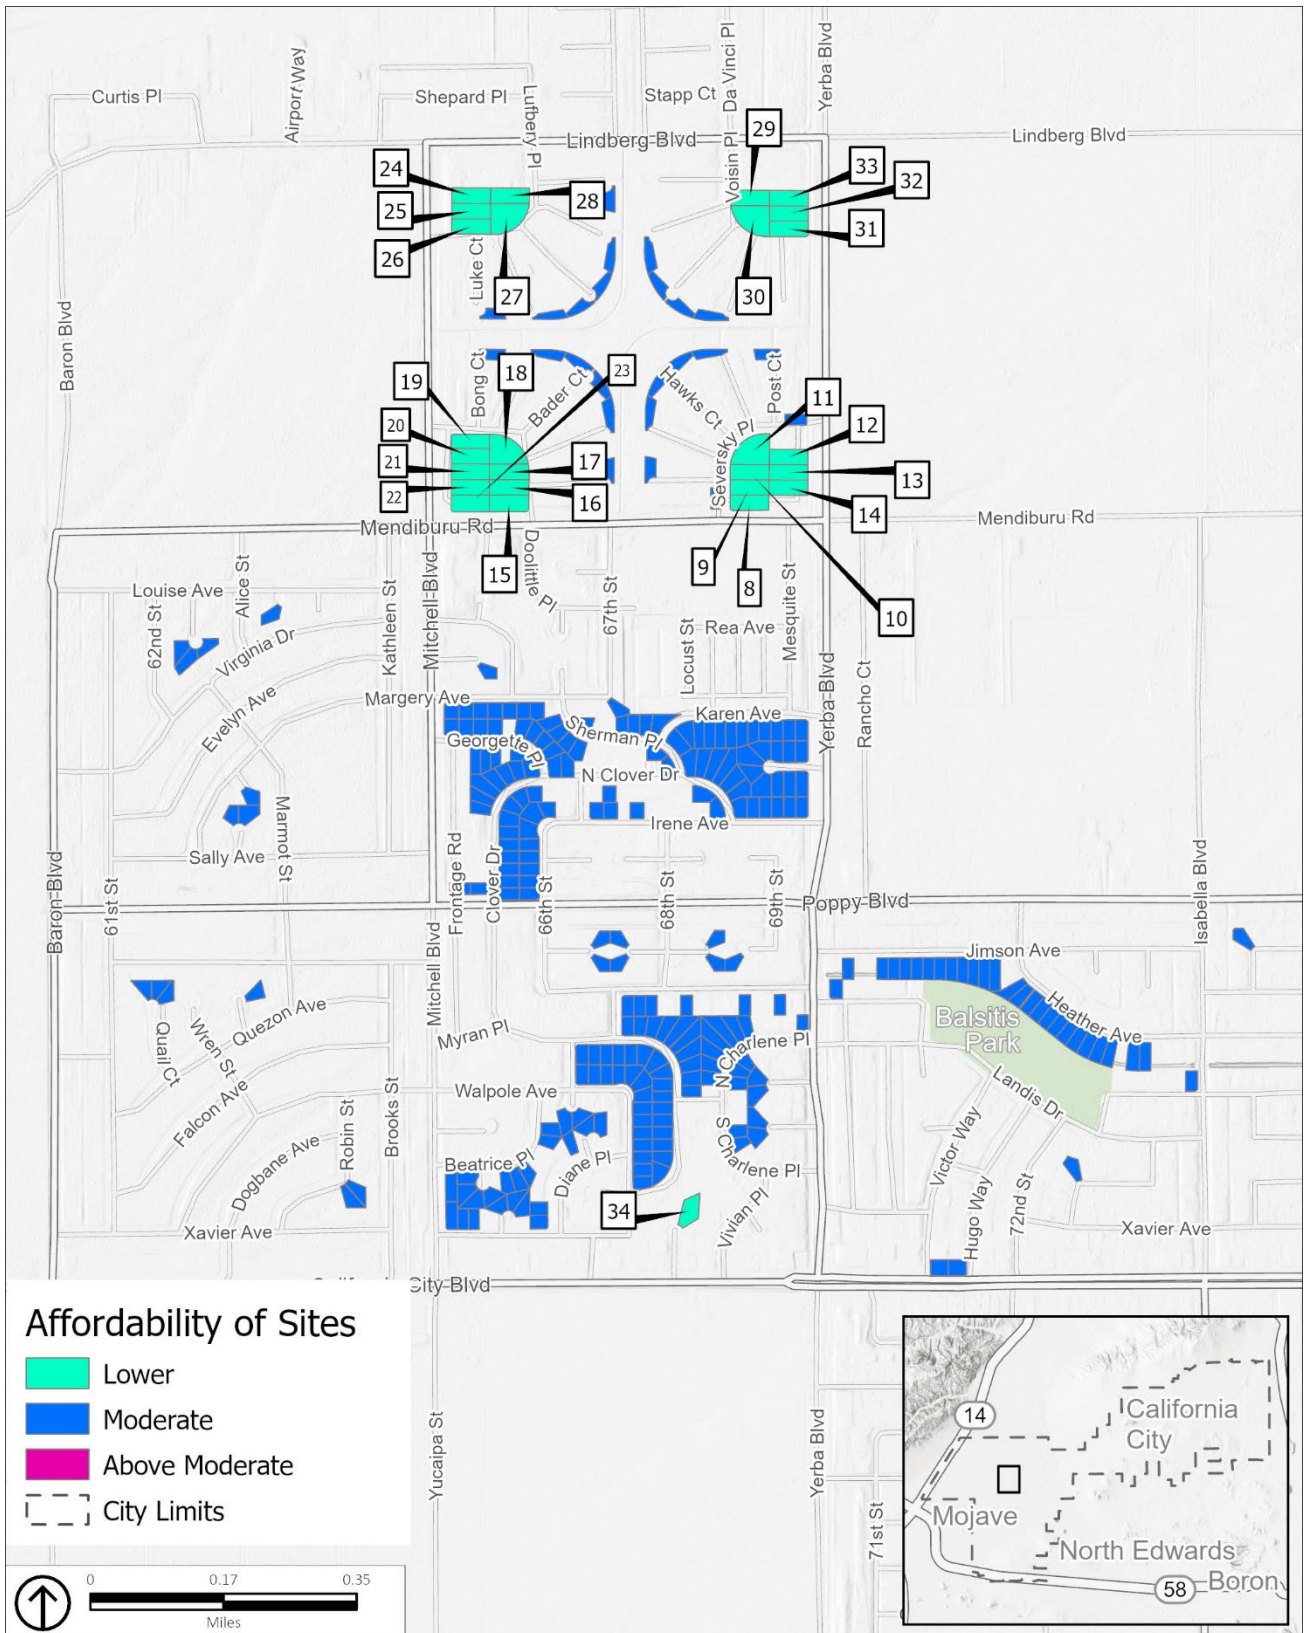 Curtis Pl
Airport Way
Shepard Pl
Lufbery Pl
Stapp Ct
Da Vinci Pl
Yerba Blvd
Lindberg Blvd
Lindberg Blvd
Voisin Pl
29
24
28
33
25
32
26
31
Luke Ct
27
30
Baron Blvd
19
Bong Ct
18
Bader Ct
23
Hawks Ct
Post Ct
11
20
12
Seversky Pl
21
17
13
22
16
14
Mendiburu Rd
Mendiburu Rd
15
Doolittle Pl
9
8
10
Louise Ave
Alice St
62nd St
Virginia Dr
Kathleen St
Mitchell Blvd
67th St
Locust St
Rea Ave
Mesquite St
Evelyn Ave
Margery Ave
Karen Ave
Yerba Blvd
Rancho Ct
Georgette Pl
Sherman Pl
N Clover Dr
Irene Ave
Marmot St
Sally Ave
Frontage Rd
Clover Dr
66th St
68th St
69th St
Baron Blvd
61st St
Poppy Blvd
Isabella Blvd
Mitchell Blvd
Jimson Ave
Heather Ave
Balsitis
Park
Quail Ct
Wren St
Quezon Ave
Myran Pl
N Charlene Pl
Landis Dr
Falcon Ave
Walpole Ave
Brooks St
Robin St
Dogbane Ave
Beatrice Pl
Diane Pl
S Charlene Pl
Victor Way
Hugo Way
72nd St
34
Vivian Pl
Xavier Ave
Xavier Ave
City Blvd
Affordability of Sites
Lower
Moderate
Above Moderate
City Limits
Yucaipa St
Yerba Blvd
71st St
0 0.17 0.35
Miles
14
California
City
Mojave
North Edwards
Boron
58